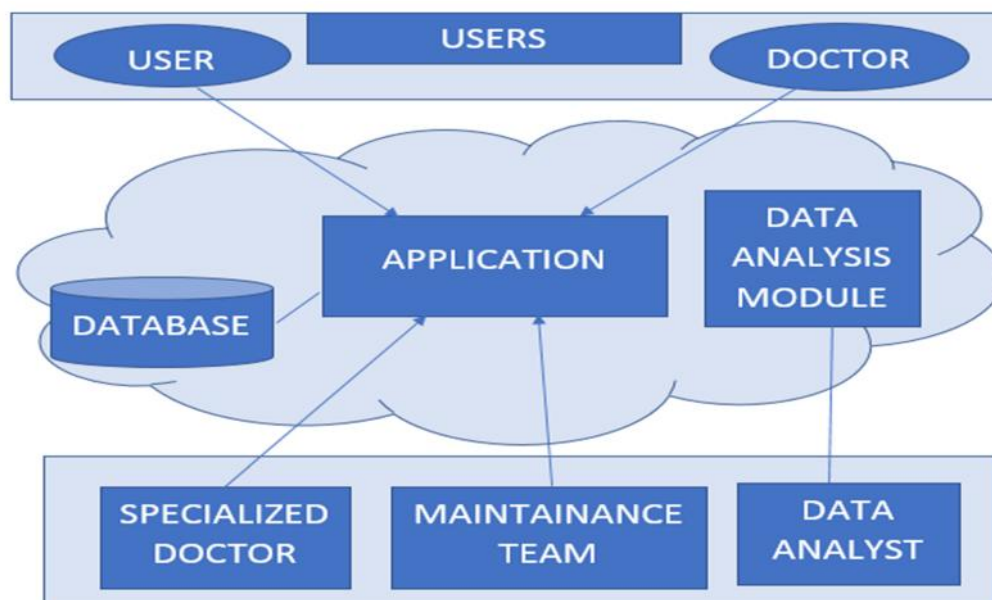 USER
USERS
DOCTOR
APPLICATION
DATA
ANALYSIS
MODULE
DATABASE
SPECIALIZED
DOCTOR
MAINTAINANCE
TEAM
DATA
ANALYST